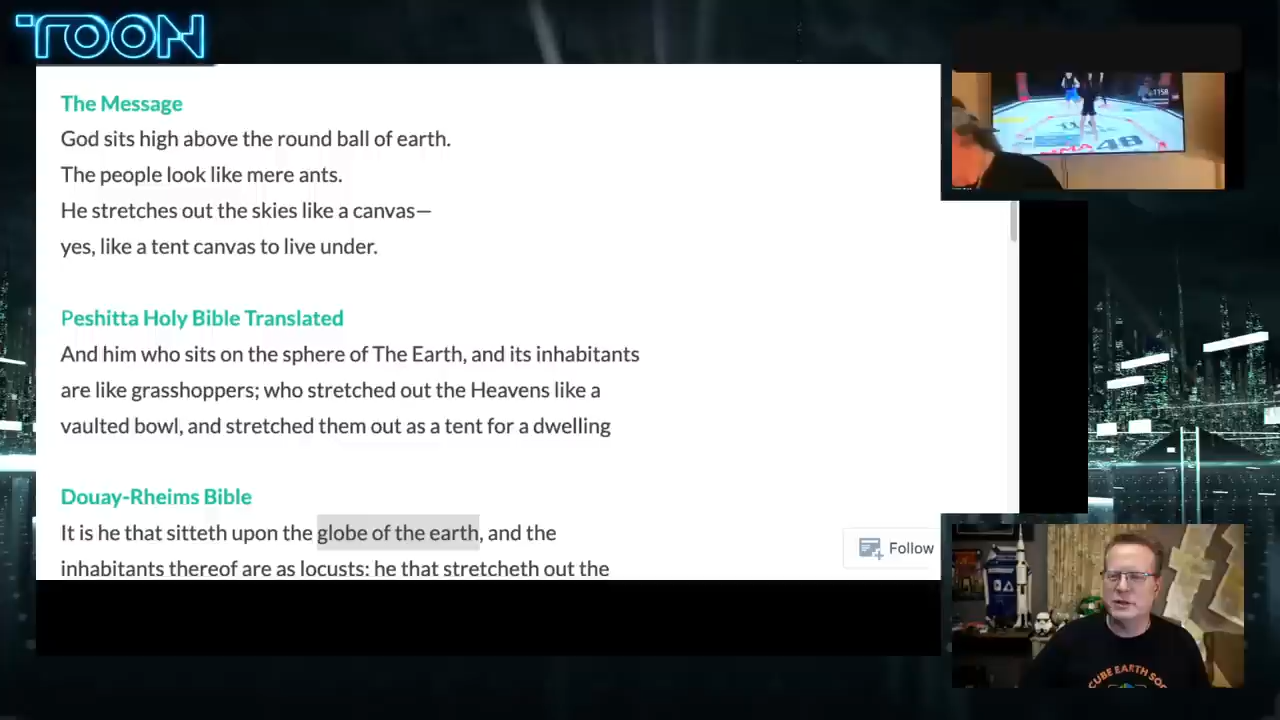 TOON
The Message
God sits high above the round ball of earth.
The people look like mere ants.
He stretches out the skies like a canvas—
yes, like a tent canvas to live under.
Peshitta Holy Bible Translated
And him who sits on the sphere of The Earth, and its inhabitants
are like grasshoppers; who stretched out the Heavens like a
vaulted bowl, and stretched them out as a tent for a dwelling
Douay-Rheims Bible
It is he that sitteth upon the globe of the earth, and the
inhabitants thereof are as locusts: he that stretcheth out the
Follow
48
CUBE EARTH SOC